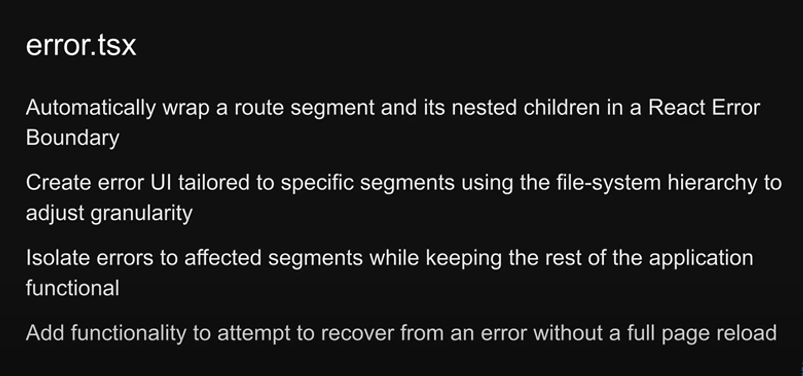 error.tsx
Automatically wrap a route segment and its nested children in a React Error
Boundary
Create error UI tailored to specific segments using the file-system hierarchy to
adjust granularity
Isolate errors to affected segments while keeping the rest of the application
functional
Add functionality to attempt to recover from an error without a full page reload